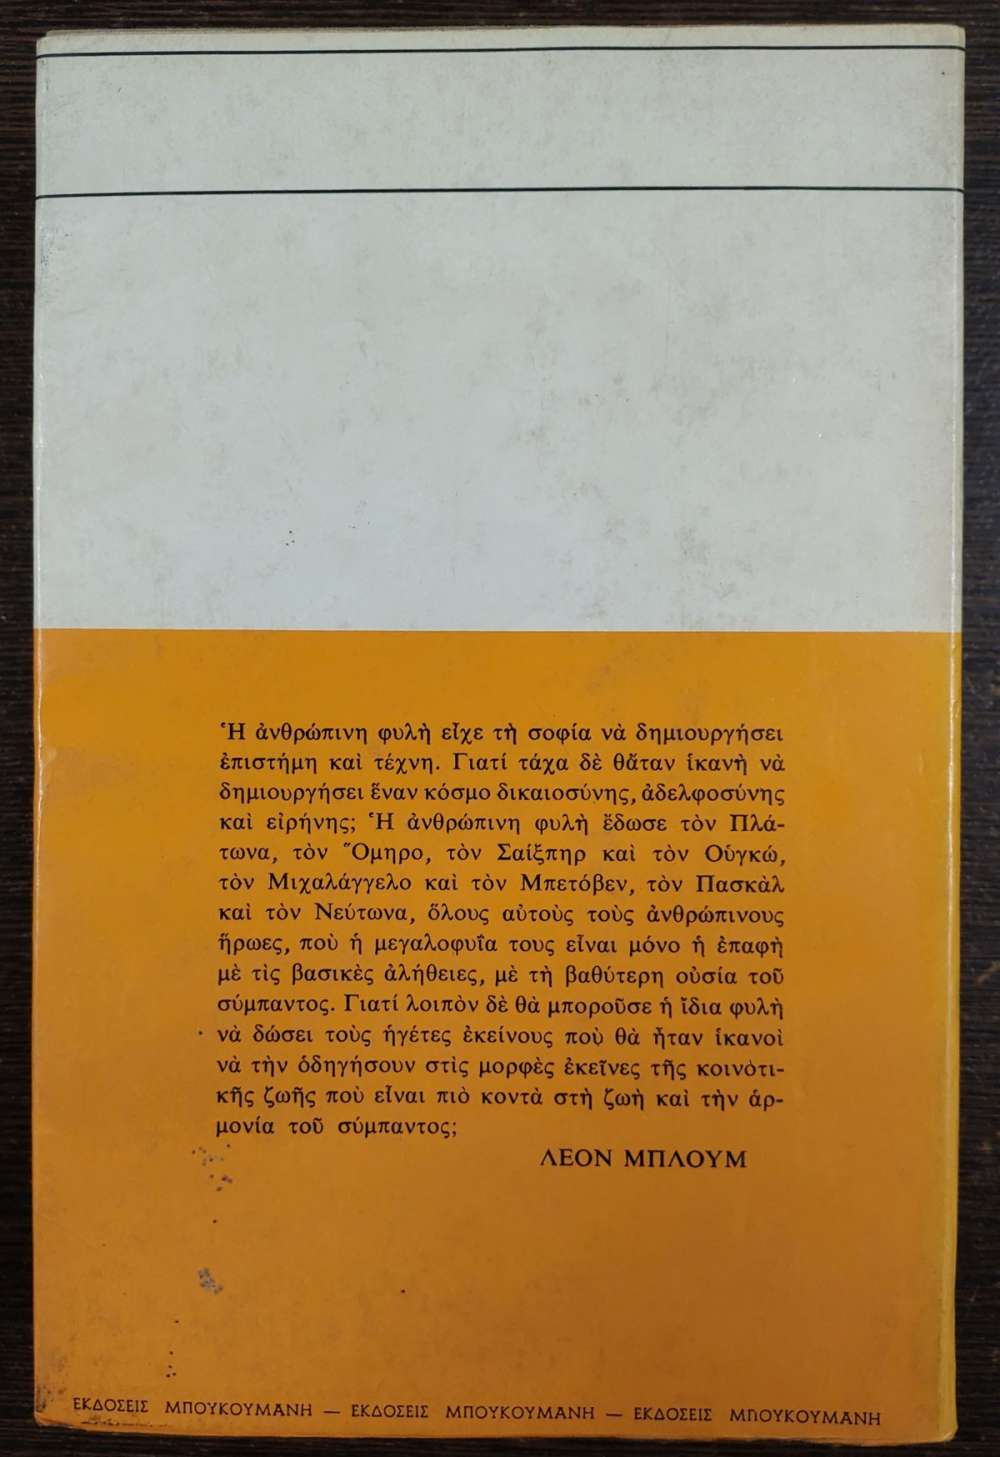 Ἡ ἀνθρώπινη φυλὴ εἶχε τὴ σοφία νὰ δημιουργήσει
ἐπιστήμη καὶ τέχνη. Γιατί τάχα δὲ θἄταν ἱκανὴ νὰ
δημιουργήσει ἕναν κόσμο δικαιοσύνης, ἀδελφοσύνης
καὶ εἰρήνης; Ἡ ἀνθρώπινη φυλὴ ἔδωσε τὸν Πλά-
τωνα, τὸν Ὅμηρο, τὸν Σαίξπηρ καὶ τὸν Οὑγκώ,
τὸν Μιχαλάγγελο καὶ τὸν Μπετόβεν, τὸν Πασκὰλ
καὶ τὸν Νεύτωνα, ὅλους αὐτοὺς τοὺς ἀνθρώπινους
ἥρωες, ποὺ ἡ μεγαλοφυΐα τους εἶναι μόνο ἡ ἐπαφὴ
μὲ τὶς βασικὲς ἀλήθειες, μὲ τὴ βαθύτερη οὐσία τοῦ
σύμπαντος. Γιατί λοιπὸν δὲ θὰ μποροῦσε ἡ ἴδια φυλὴ
νὰ δώσει τοὺς ἡγέτες ἐκείνους ποὺ θὰ ἦταν ἱκανοὶ
νὰ τὴν ὁδηγήσουν στὶς μορφὲς ἐκεῖνες τῆς κοινοτι-
κῆς ζωῆς ποὺ εἶναι πιὸ κοντὰ στὴ ζωὴ καὶ τὴν ἁρ-
μονία τοῦ σύμπαντος;
ΛΕΟΝ ΜΠΛΟΥΜ
ΕΚΔΟΣΕΙΣ ΜΠΟΥΚΟΥΜΑΝΗ — ΕΚΔΟΣΕΙΣ ΜΠΟΥΚΟΥΜΑΝΗ — ΕΚΔΟΣΕΙΣ ΜΠΟΥΚΟΥΜΑΝΗ